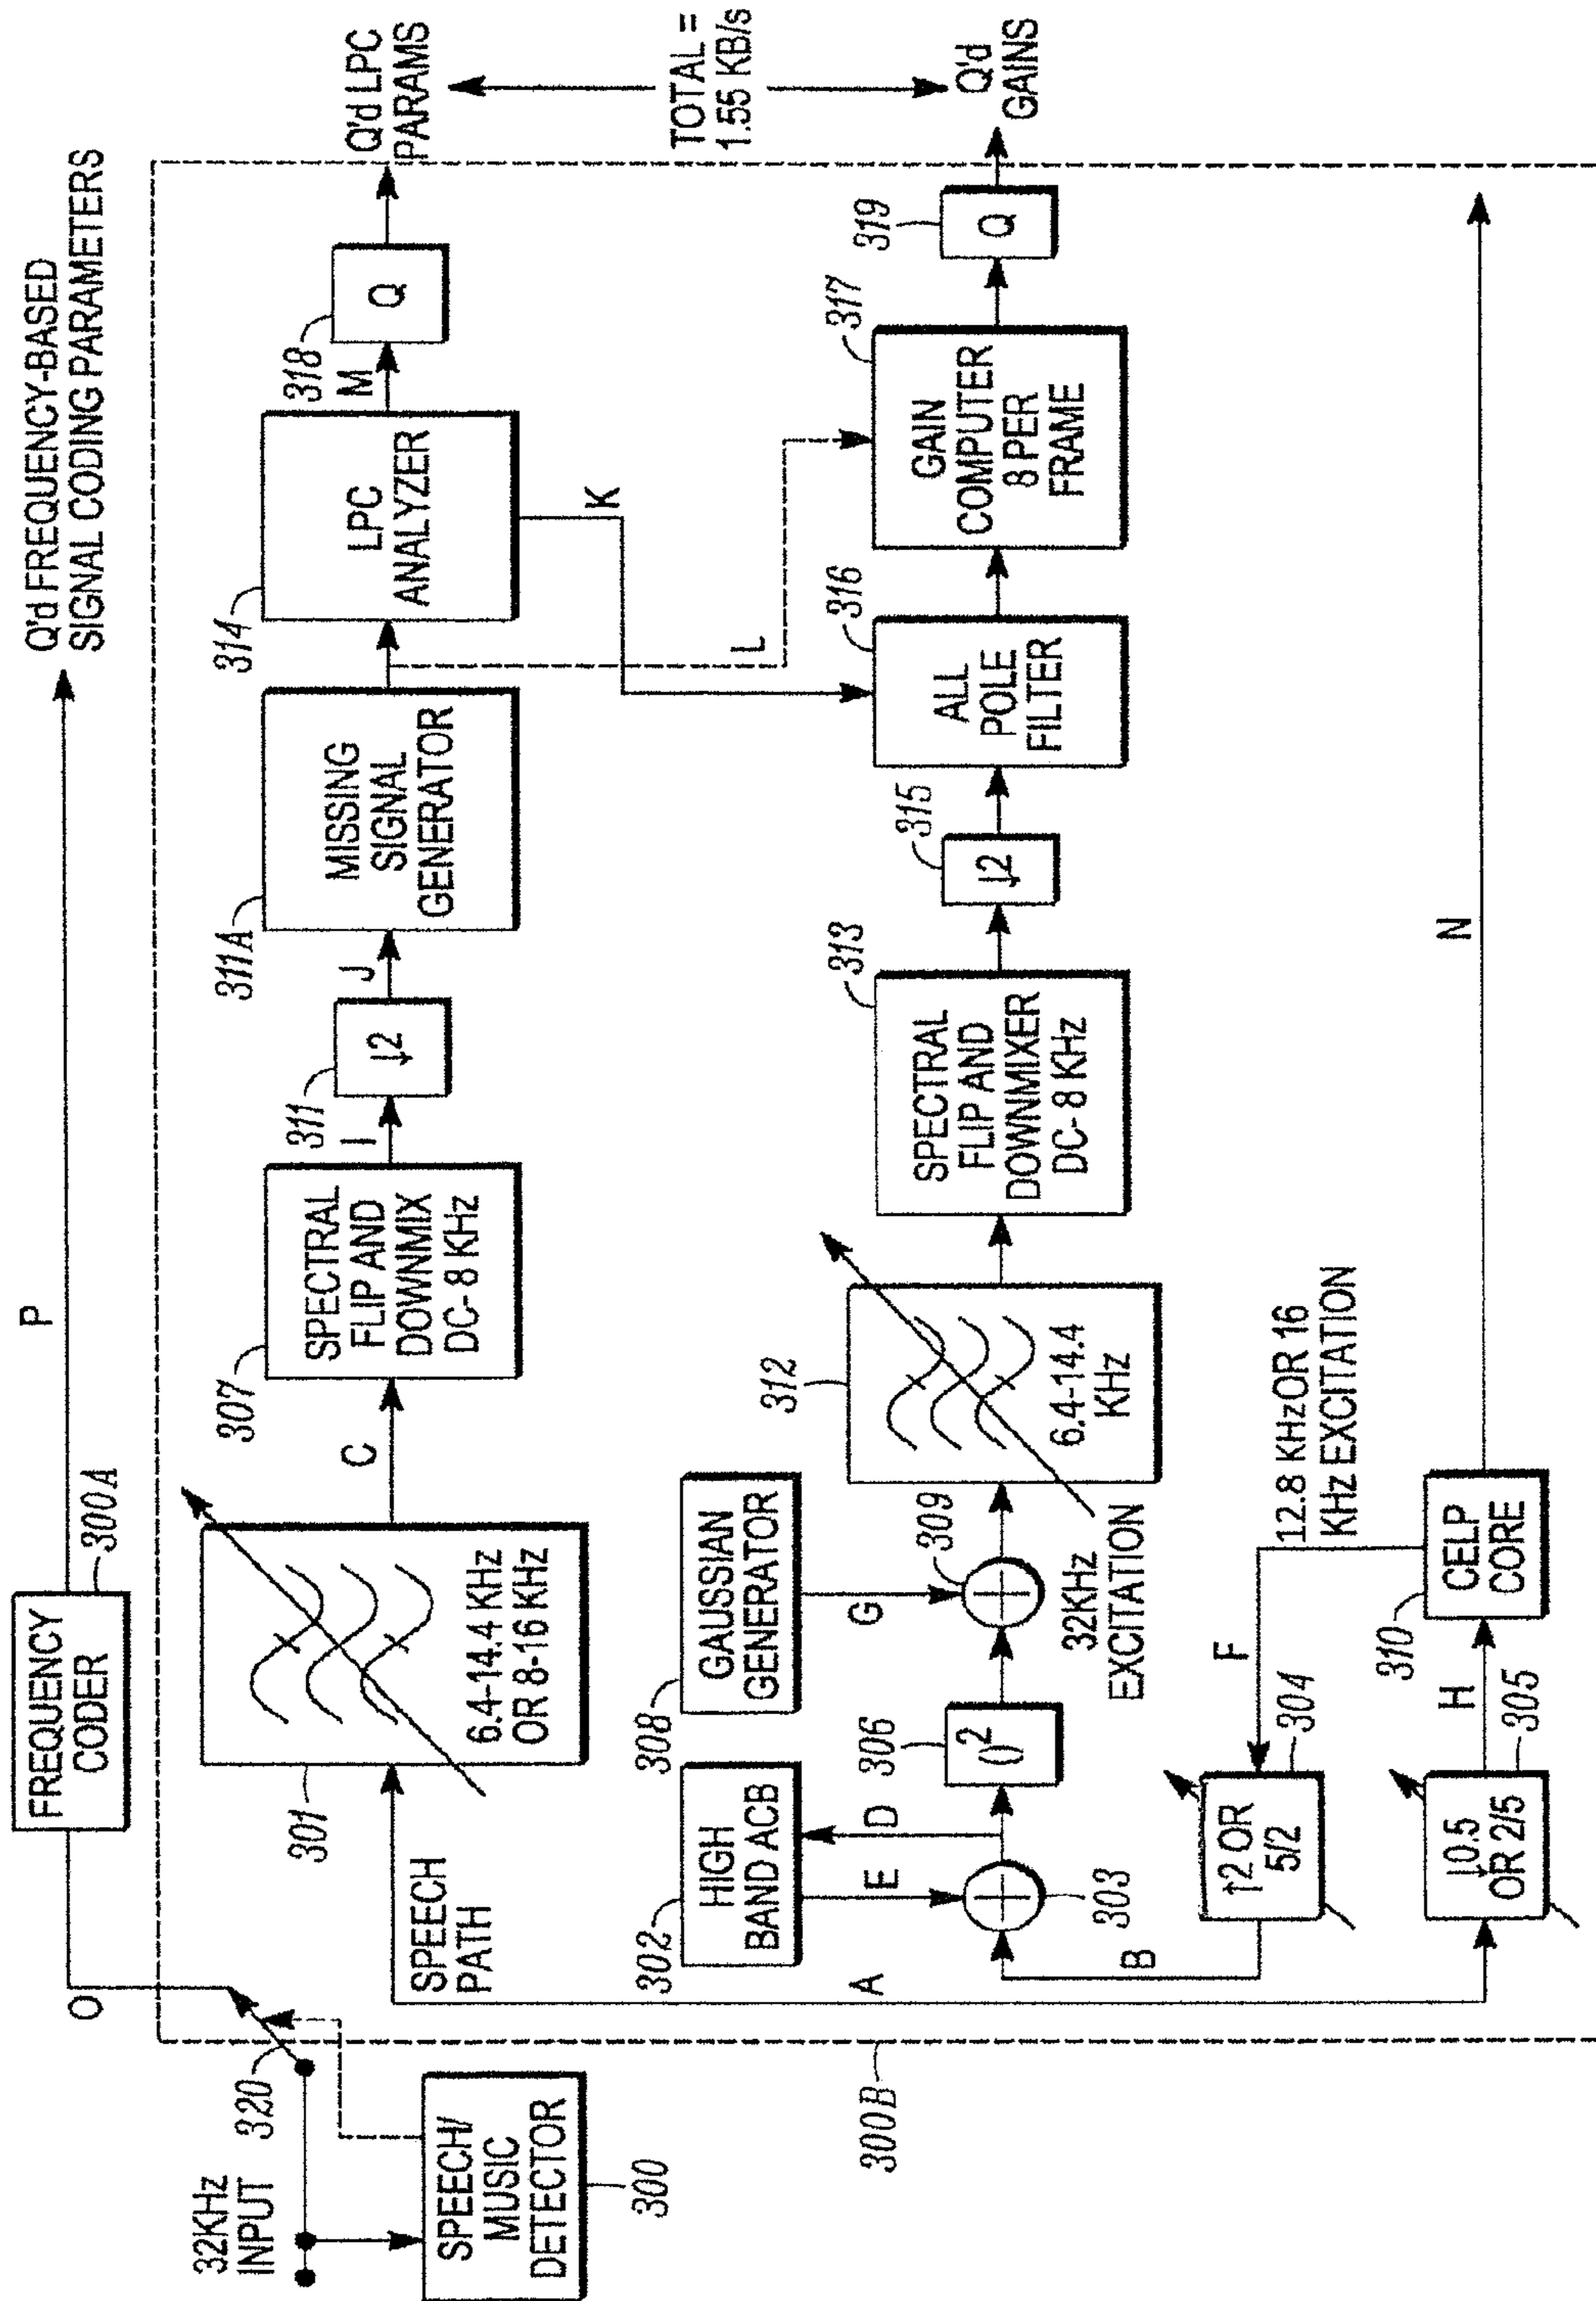 Q'd FREQUENCY-BASED
SIGNAL CODING PARAMETERS
P
FREQUENCY
CODER
300A
O
32KHz
INPUT
320
SPEECH/
MUSIC
DETECTOR
300
300B
SPEECH
PATH
A
301
6.4-14.4 KHz
OR 8-16 KHz
C
307
SPECTRAL
FLIP AND
DOWNMIX
DC-8 KHz
I
311
↓2
J
311A
MISSING
SIGNAL
GENERATOR
314
LPC
ANALYZER
M
318
Q
Q'd LPC
PARAMS
TOTAL =
1.55 KB/s
K
L
302
HIGH
BAND ACB
E
D
303
B
306
()²
308
GAUSSIAN
GENERATOR
G
309
32KHz
EXCITATION
312
6.4-14.4
KHz
313
SPECTRAL
FLIP AND
DOWNMIXER
DC-8 KHz
315
↓2
316
ALL
POLE
FILTER
317
GAIN
COMPUTER
8 PER
FRAME
319
Q
Q'd
GAINS
304
↑2 OR
5/2
F
12.8 KHzOR 16
KHz EXCITATION
305
↓0.5
OR 2/5
H
310
CELP
CORE
N